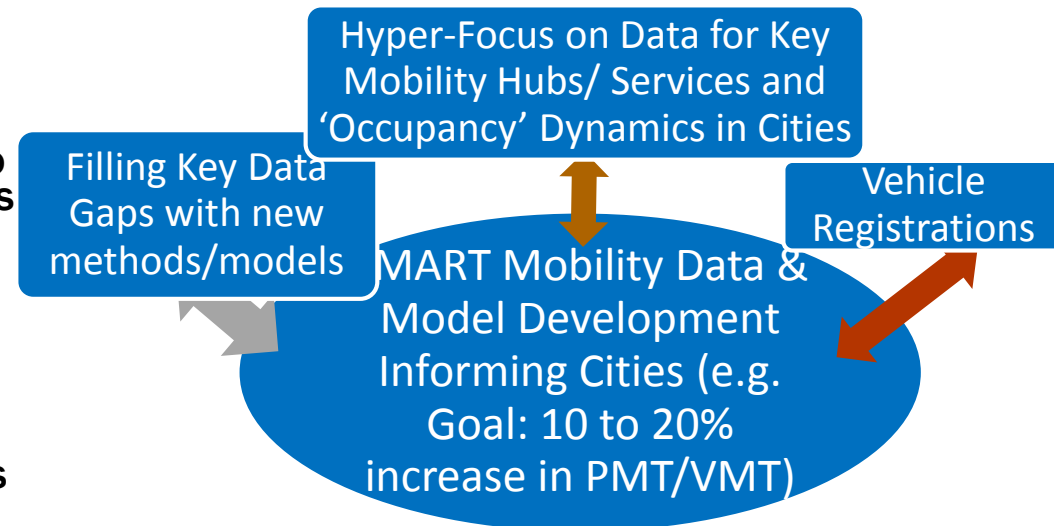 Hyper-Focus on Data for Key
Mobility Hubs/ Services and
‘Occupancy’ Dynamics in Cities
Filling Key Data
Gaps with new
methods/models
Vehicle
Registrations
MART Mobility Data &
Model Development
Informing Cities (e.g.
Goal: 10 to 20%
increase in PMT/VMT)